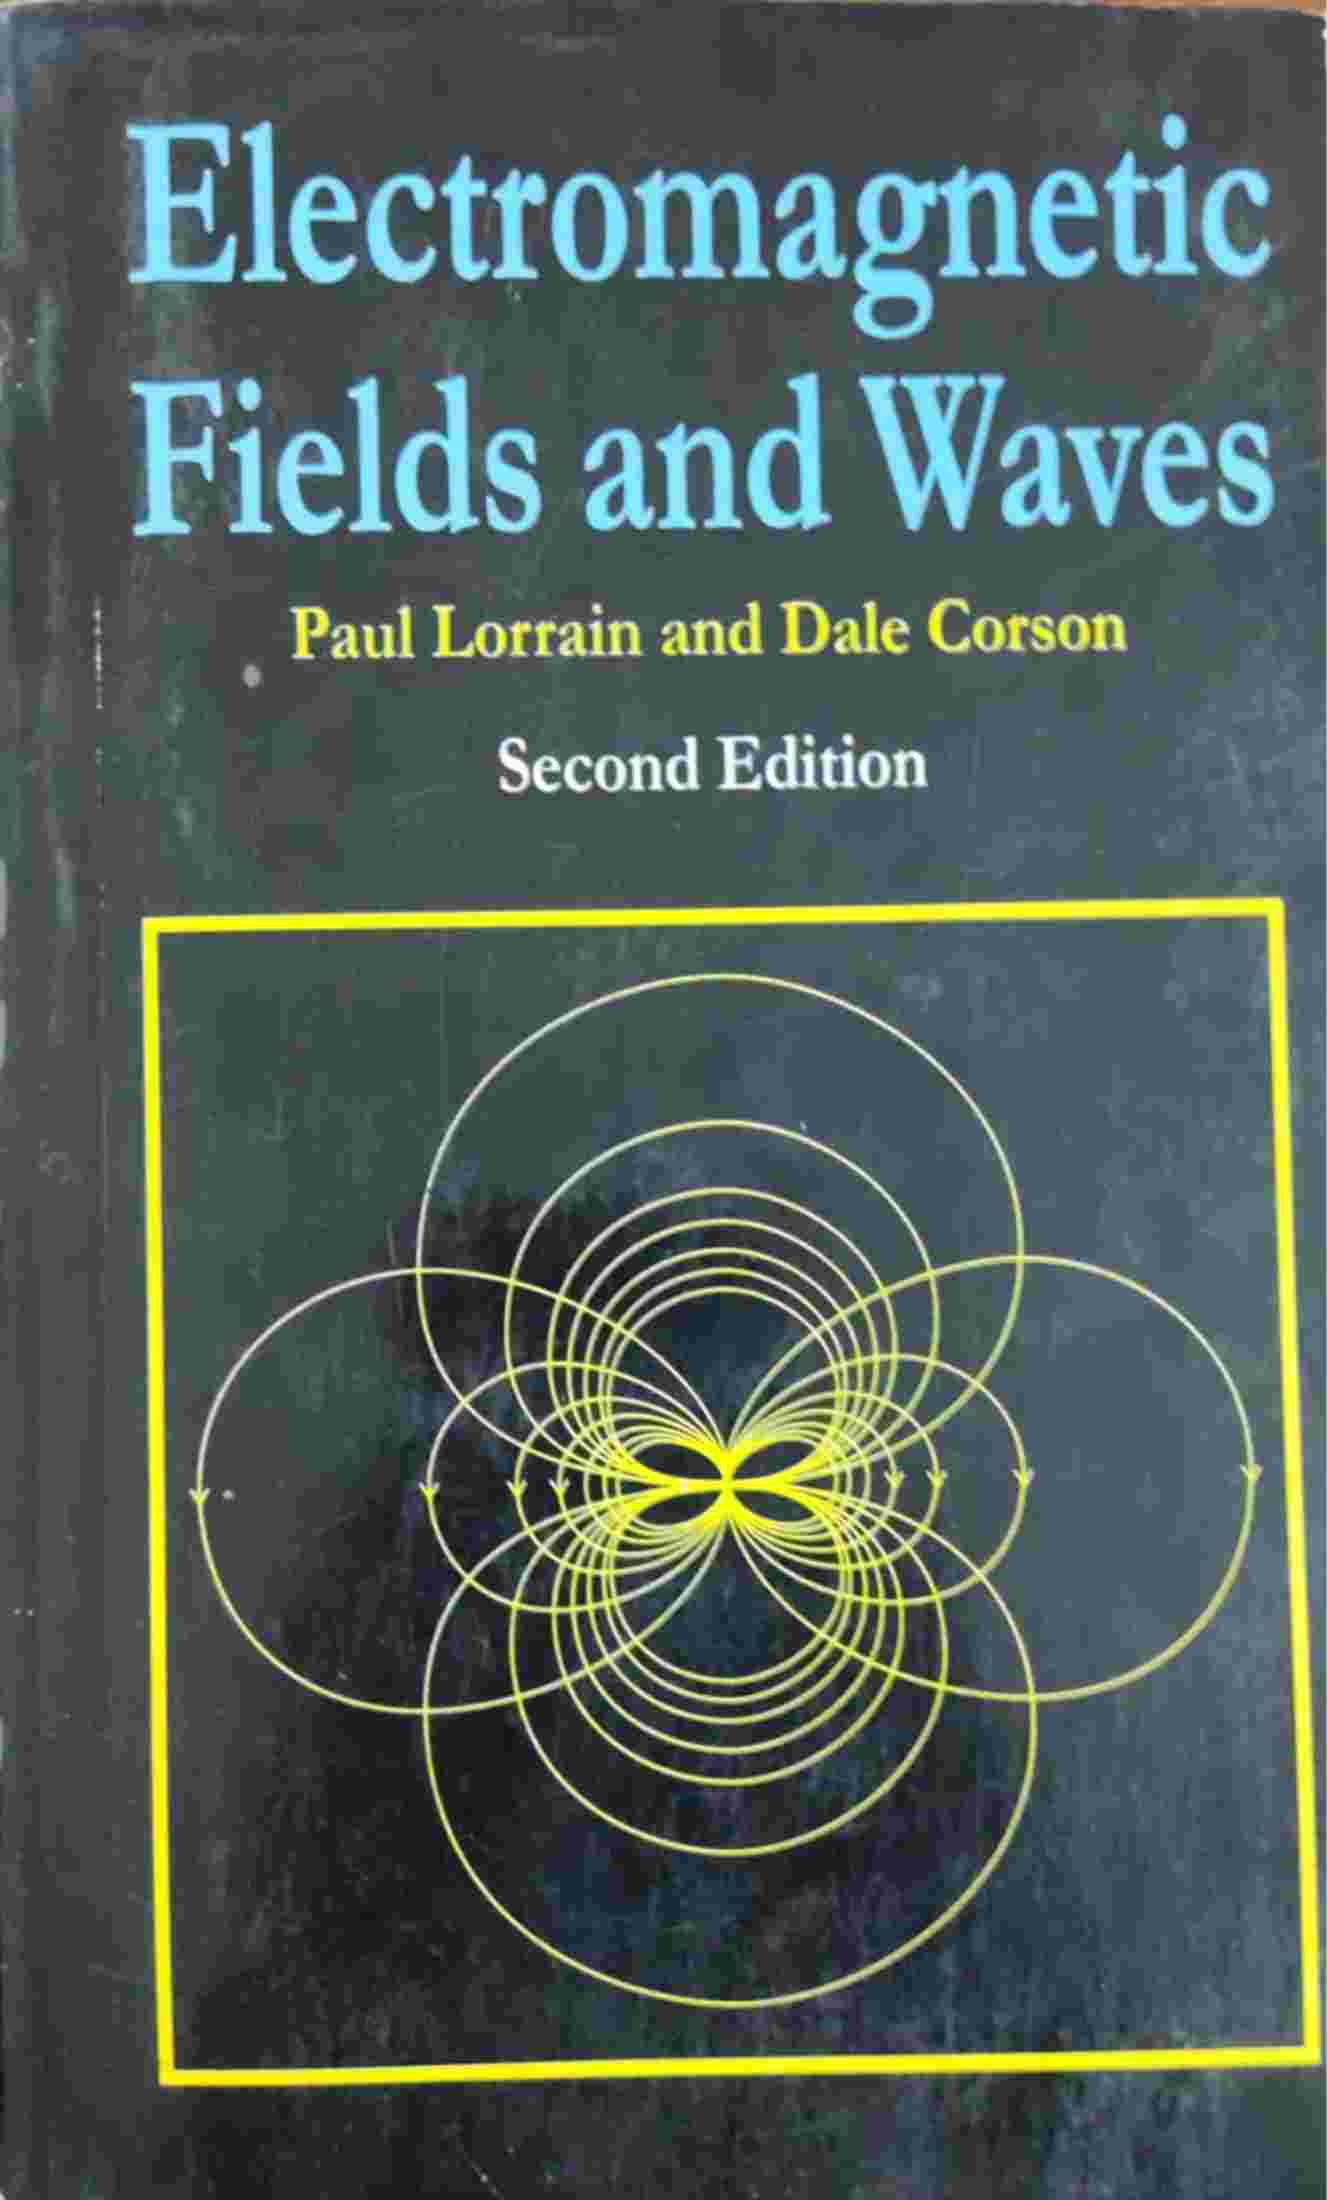 Electromagnetic
Fields and Waves
Paul Lorrain and Dale Corson
Second Edition